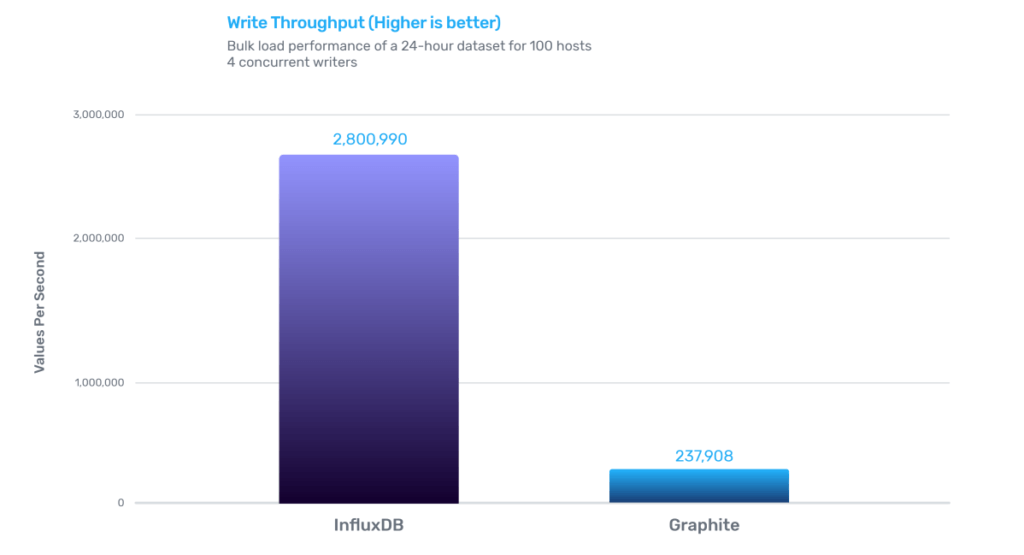 Write Throughput (Higher is better)
Bulk load performance of a 24-hour dataset for 100 hosts
4 concurrent writers
3,000,000
2,800,990
2,000,000
Values Per Second
1,000,000
237,908
0
InfluxDB
Graphite